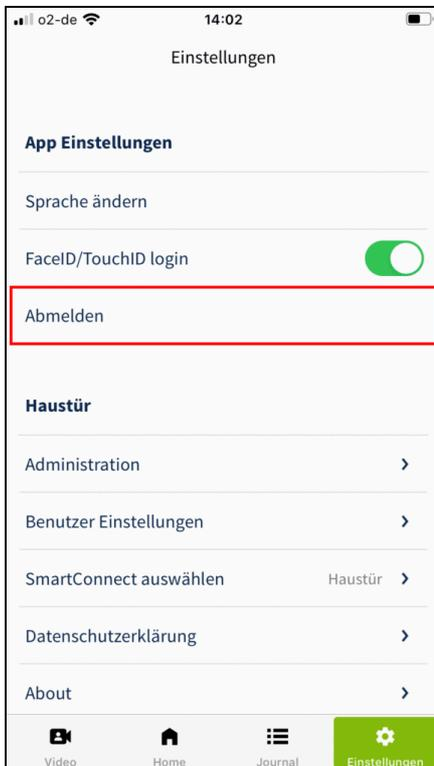 o2-de 14:02
Einstellungen
App Einstellungen
Sprache ändern
FaceID/TouchID login
Abmelden
Haustür
Administration
Benutzer Einstellungen
SmartConnect auswählen Haustür
Datenschutzerklärung
About
Video Home Journal Einstellungen